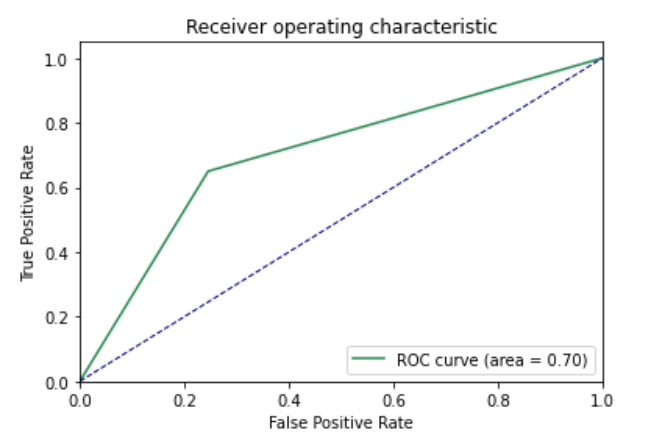 Receiver operating characteristic
True Positive Rate
1.0
0.8
0.6
0.4
0.2
0.0
ROC curve (area = 0.70)
0.0 0.2 0.4 0.6 0.8 1.0
False Positive Rate